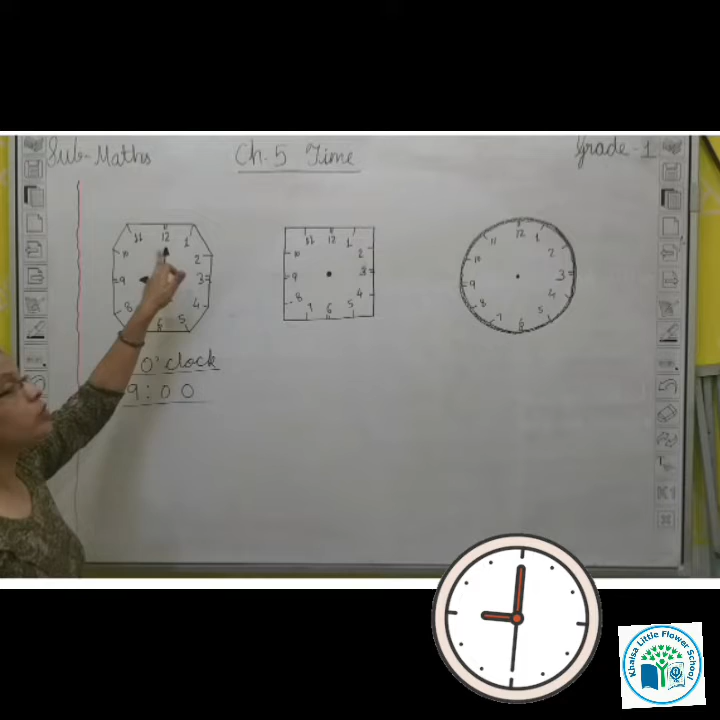 Sub- Maths
Ch. 5 Time
Grade - 1
11 12 1
10 2
9 3
8 4
6 5
11 12 1
10 2
9 3
8 4
7 6 5
11 12 1
10 2
9 3
8 4
7 6 5
O'clock
9:00
K1
Khalsa Little Flower School